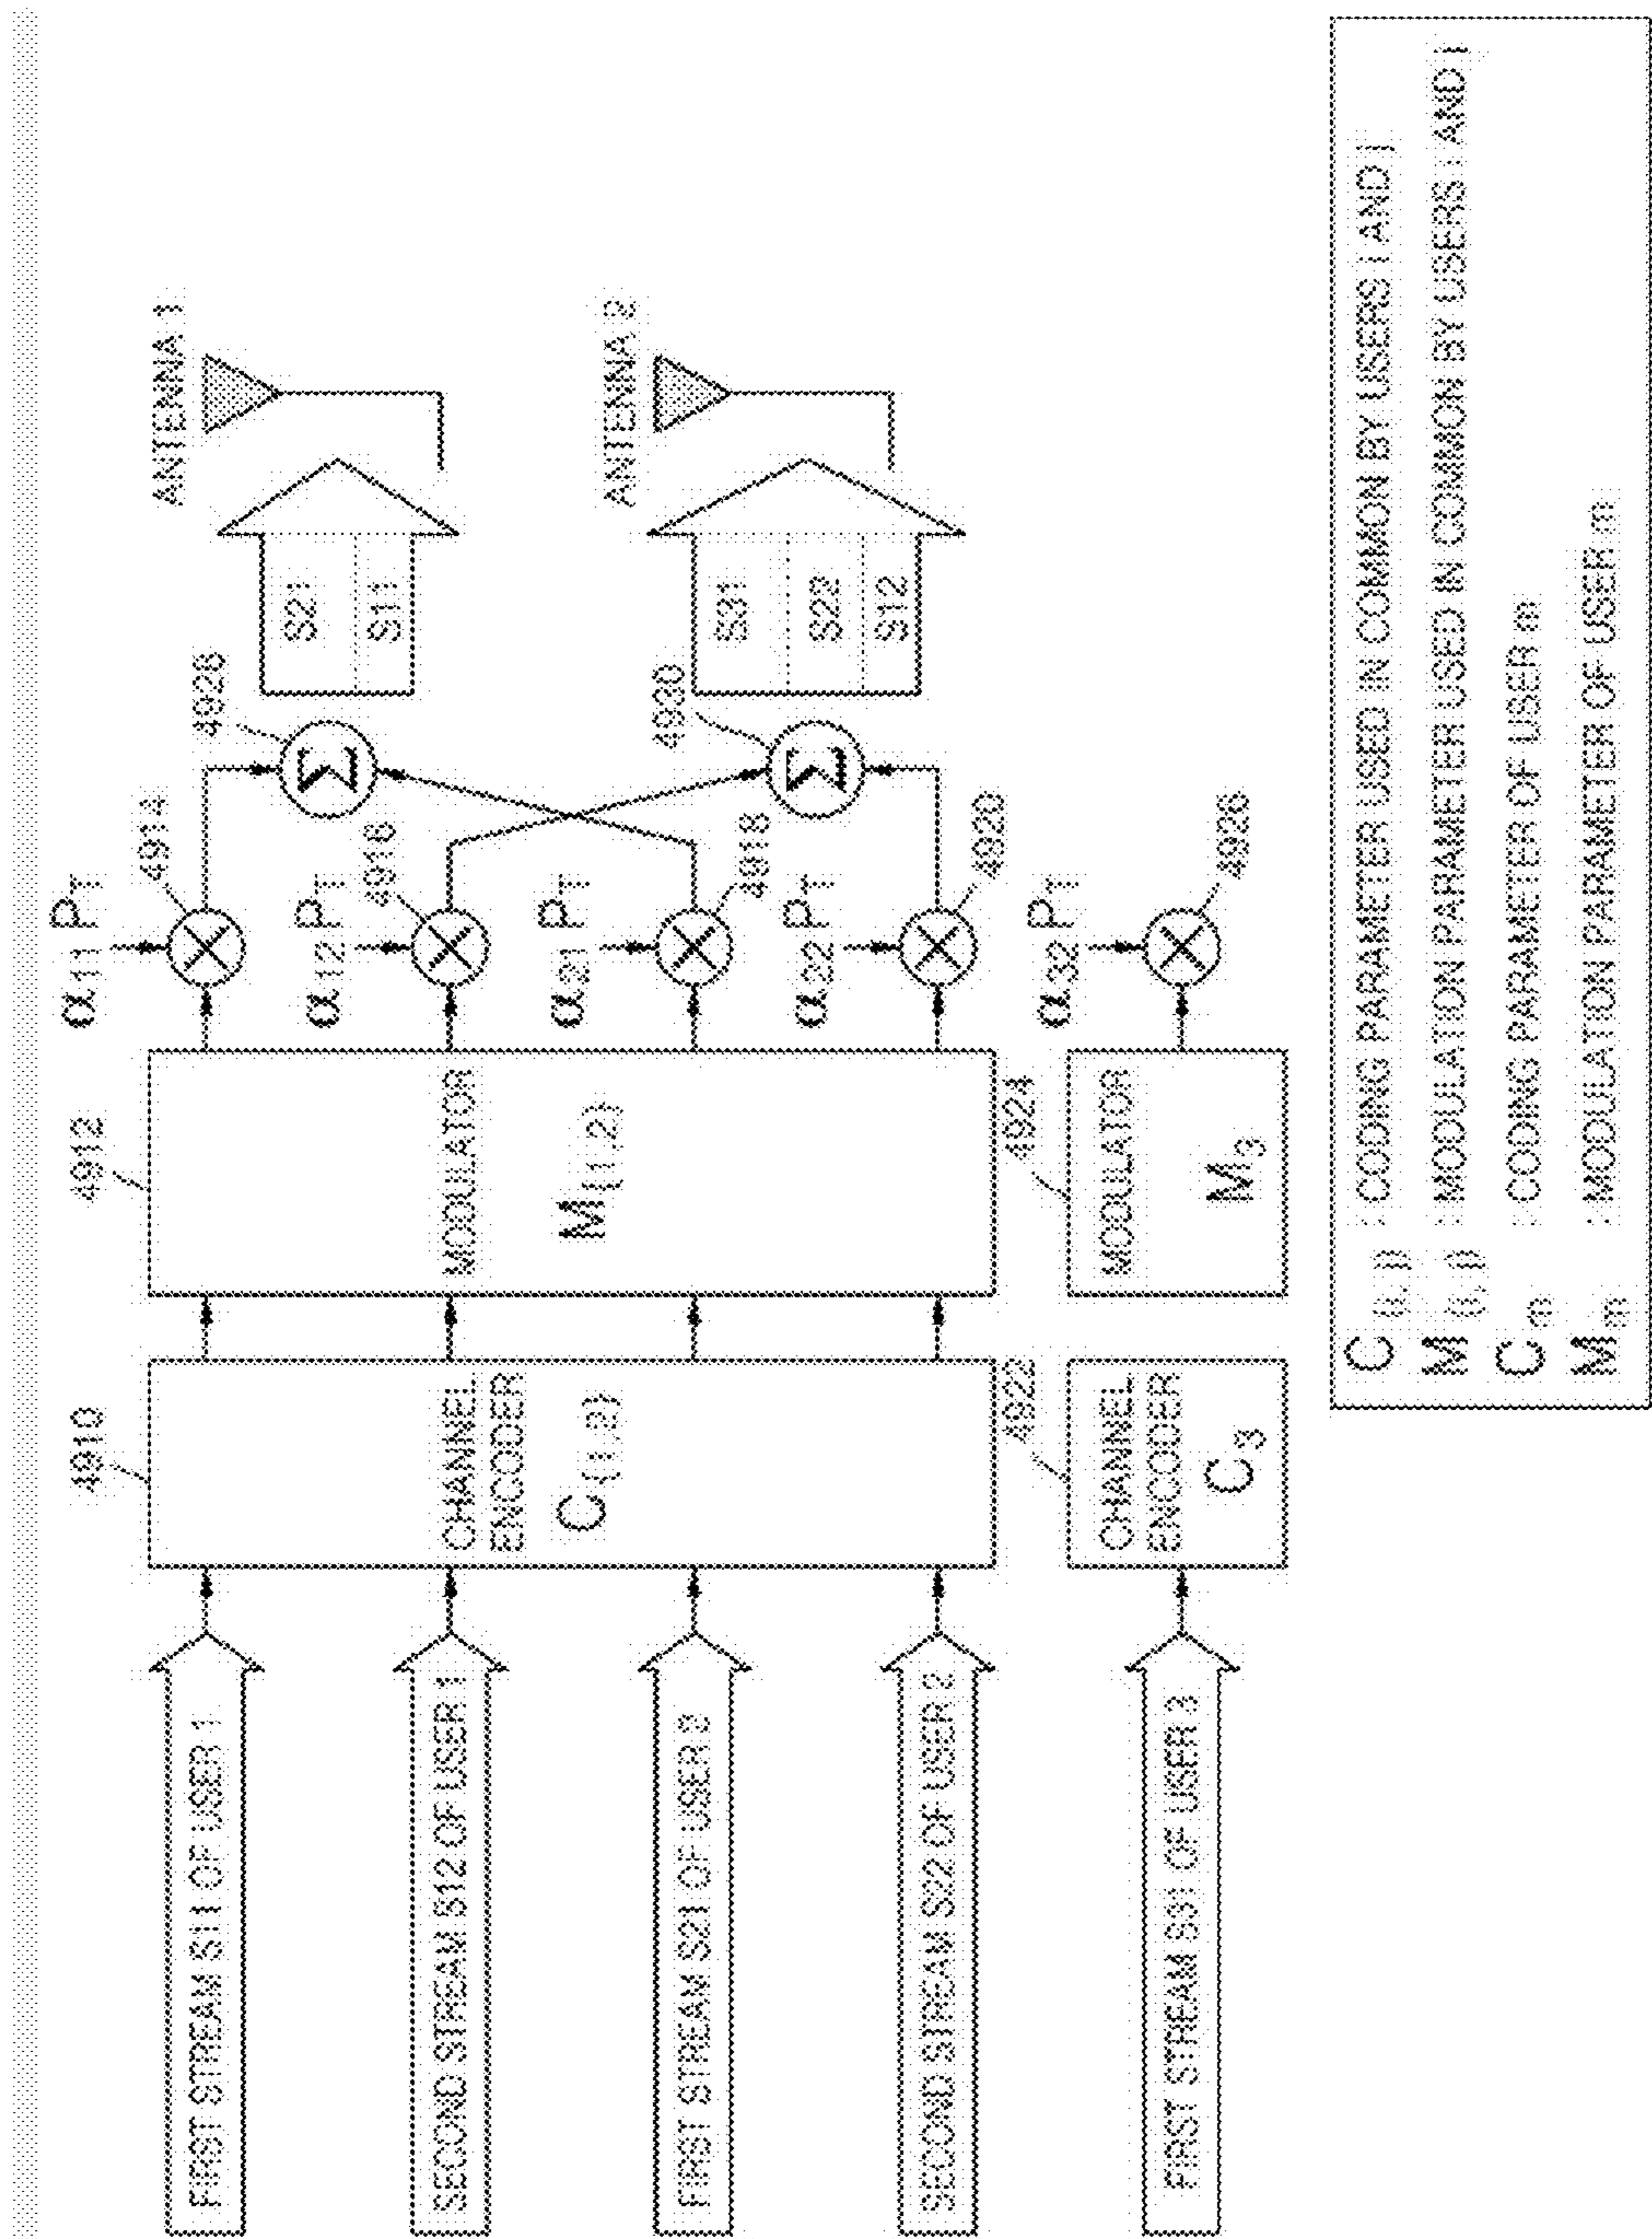 FIRST STREAM S11 OF USER 1
SECOND STREAM S12 OF USER 1
FIRST STREAM S21 OF USER 2
SECOND STREAM S22 OF USER 2
FIRST STREAM S31 OF USER 3
4910
CHANNEL
ENCODER
C(1,2)
4922
CHANNEL
ENCODER
C3
4912
MODULATOR
M(1,2)
4924
MODULATOR
M3
α11 PT
4914
α12 PT
4916
α21 PT
4918
α22 PT
4920
α32 PT
4926
4928
Σ
4930
Σ
S21
S11
S31
S22
S12
ANTENNA 1
ANTENNA 2
C(i,j) : CODING PARAMETER USED IN COMMON BY USERS i AND j
M(i,j) : MODULATION PARAMETER USED IN COMMON BY USERS i AND j
Cm : CODING PARAMETER OF USER m
Mm : MODULATION PARAMETER OF USER m